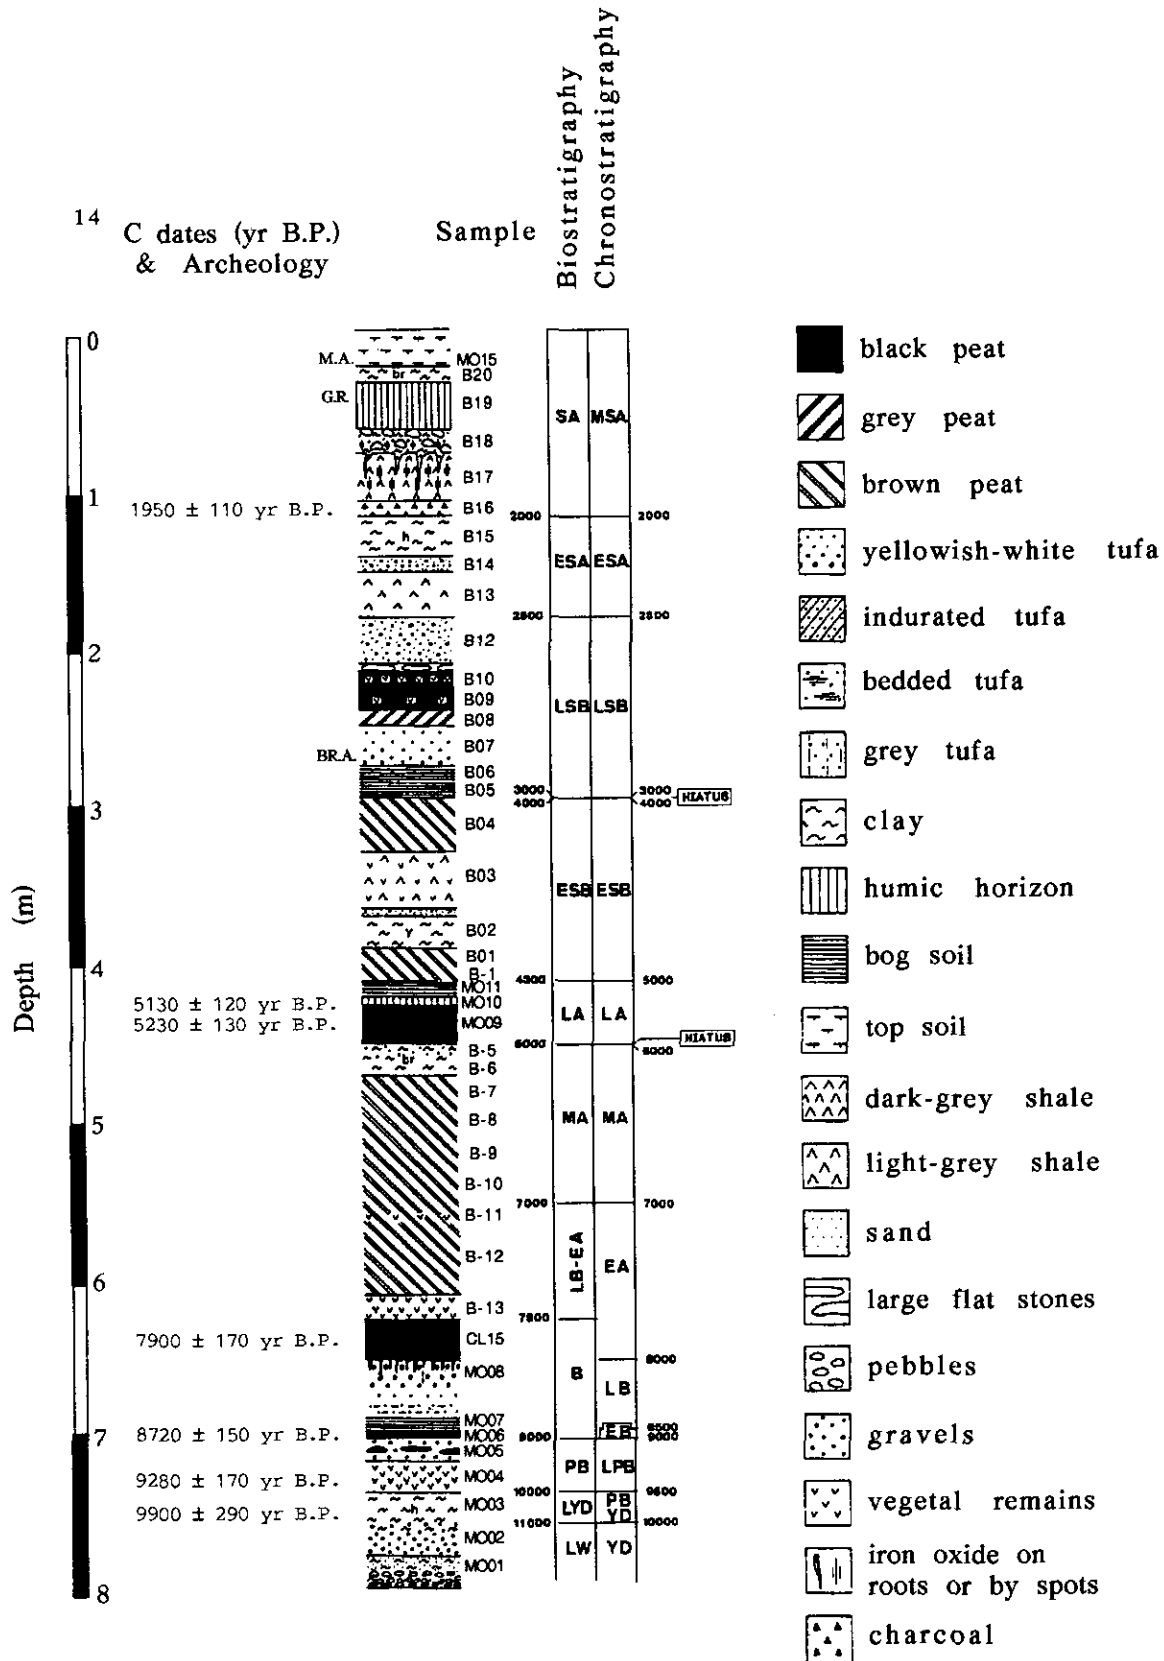 Biostratigraphy
Chronostratigraphy
14
C dates (yr B.P.)
& Archeology
Sample
Depth (m)
0
1
2
3
4
5
6
7
8
M.A.
G.R.
1950 ± 110 yr B.P.
BR.A.
5130 ± 120 yr B.P.
5230 ± 130 yr B.P.
7900 ± 170 yr B.P.
8720 ± 150 yr B.P.
9280 ± 170 yr B.P.
9900 ± 290 yr B.P.
br
h
y
br
h
MO15
B20
B19
B18
B17
B16
B15
B14
B13
B12
B10
B09
B08
B07
B06
B05
B04
B03
B02
B01
B-1
MO11
MO10
MO09
B-5
B-6
B-7
B-8
B-9
B-10
B-11
B-12
B-13
CL15
MO08
MO07
MO06
MO05
MO04
MO03
MO02
MO01
SA MSA
2000 2000
ESA ESA
2500 2500
LSB LSB
3000 3000
4000 4000
HIATUS
ESB ESB
5000
LA LA
HIATUS
6000 6000
MA MA
7000 7000
LB-EA
EA
B
8000
LB
EB
8500
9000 9000
PB LPB
10000
LYD
PB
YD
11000 10000
LW YD
black peat
grey peat
brown peat
yellowish-white tufa
indurated tufa
bedded tufa
grey tufa
clay
humic horizon
bog soil
top soil
dark-grey shale
light-grey shale
sand
large flat stones
pebbles
gravels
vegetal remains
iron oxide on
roots or by spots
charcoal